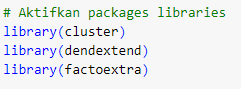 # Aktifkan packages libraries
library(cluster)
library(dendextend)
library(factoextra)